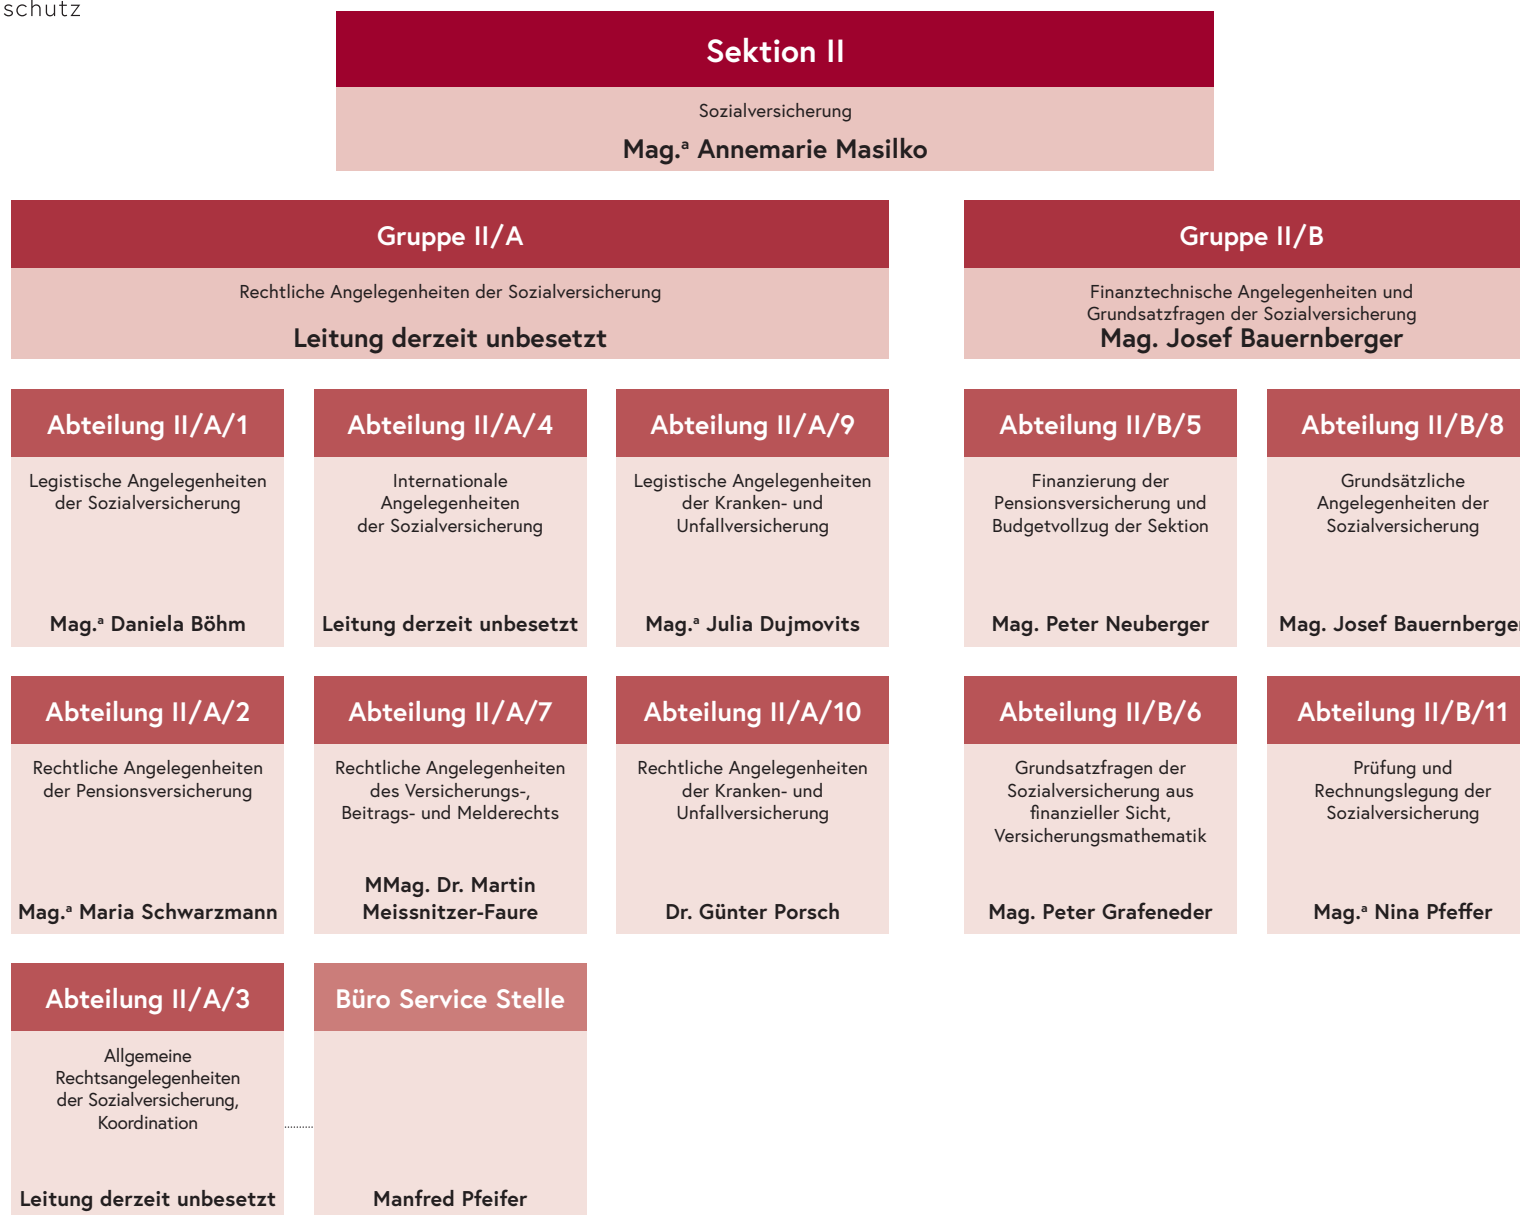 schutz
Sektion II
Sozialversicherung
Mag.ª Annemarie Masilko
Gruppe II/A
Rechtliche Angelegenheiten der Sozialversicherung
Leitung derzeit unbesetzt
Gruppe II/B
Finanztechnische Angelegenheiten und
Grundsatzfragen der Sozialversicherung
Mag. Josef Bauernberger
Abteilung II/A/1
Legistische Angelegenheiten
der Sozialversicherung
Mag.ª Daniela Böhm
Abteilung II/A/4
Internationale
Angelegenheiten
der Sozialversicherung
Leitung derzeit unbesetzt
Abteilung II/A/9
Legistische Angelegenheiten
der Kranken- und
Unfallversicherung
Mag.ª Julia Dujmovits
Abteilung II/B/5
Finanzierung der
Pensionsversicherung und
Budgetvollzug der Sektion
Mag. Peter Neuberger
Abteilung II/B/8
Grundsätzliche
Angelegenheiten der
Sozialversicherung
Mag. Josef Bauernberger
Abteilung II/A/2
Rechtliche Angelegenheiten
der Pensionsversicherung
Mag.ª Maria Schwarzmann
Abteilung II/A/7
Rechtliche Angelegenheiten
des Versicherungs-,
Beitrags- und Melderechts
MMag. Dr. Martin
Meissnitzer-Faure
Abteilung II/A/10
Rechtliche Angelegenheiten
der Kranken- und
Unfallversicherung
Dr. Günter Porsch
Abteilung II/B/6
Grundsatzfragen der
Sozialversicherung aus
finanzieller Sicht,
Versicherungsmathematik
Mag. Peter Grafeneder
Abteilung II/B/11
Prüfung und
Rechnungslegung der
Sozialversicherung
Mag.ª Nina Pfeffer
Abteilung II/A/3
Allgemeine
Rechtsangelegenheiten
der Sozialversicherung,
Koordination
Leitung derzeit unbesetzt
Büro Service Stelle
Manfred Pfeifer